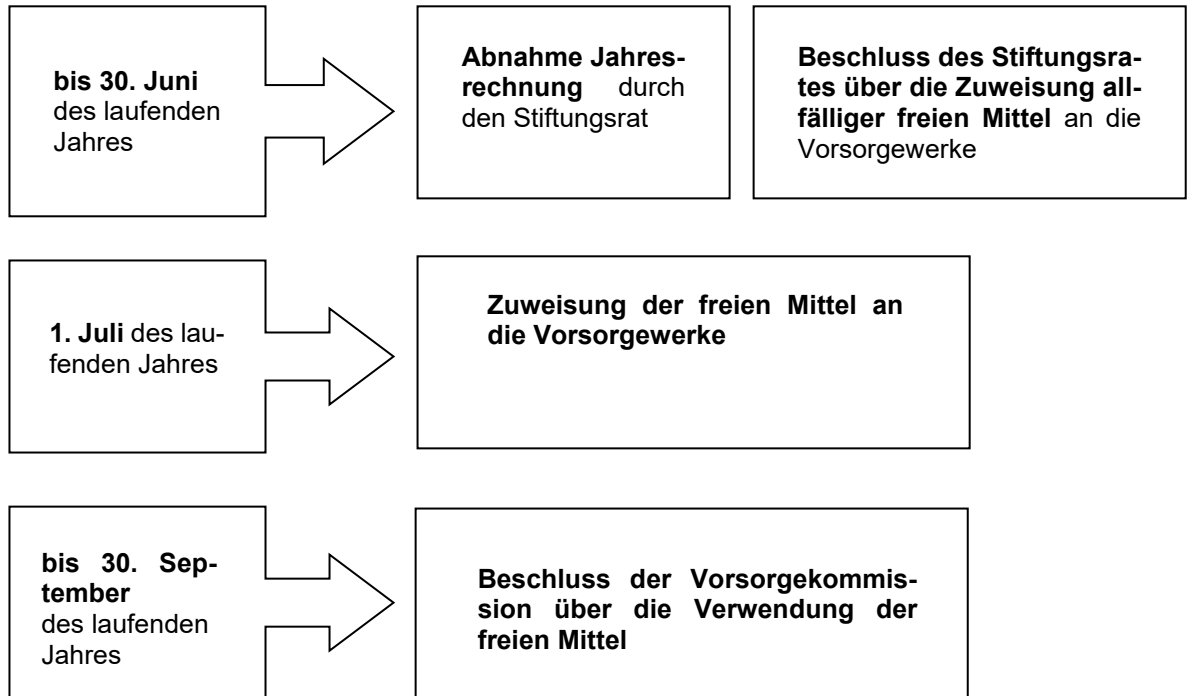 bis 30. Juni
des laufenden
Jahres
Abnahme Jahres-
rechnung durch
den Stiftungsrat
Beschluss des Stiftungsra-
tes über die Zuweisung all-
fälliger freien Mittel an die
Vorsorgewerke
1. Juli des lau-
fenden Jahres
Zuweisung der freien Mittel an
die Vorsorgewerke
bis 30. Sep-
tember
des laufenden
Jahres
Beschluss der Vorsorgekommis-
sion über die Verwendung der
freien Mittel